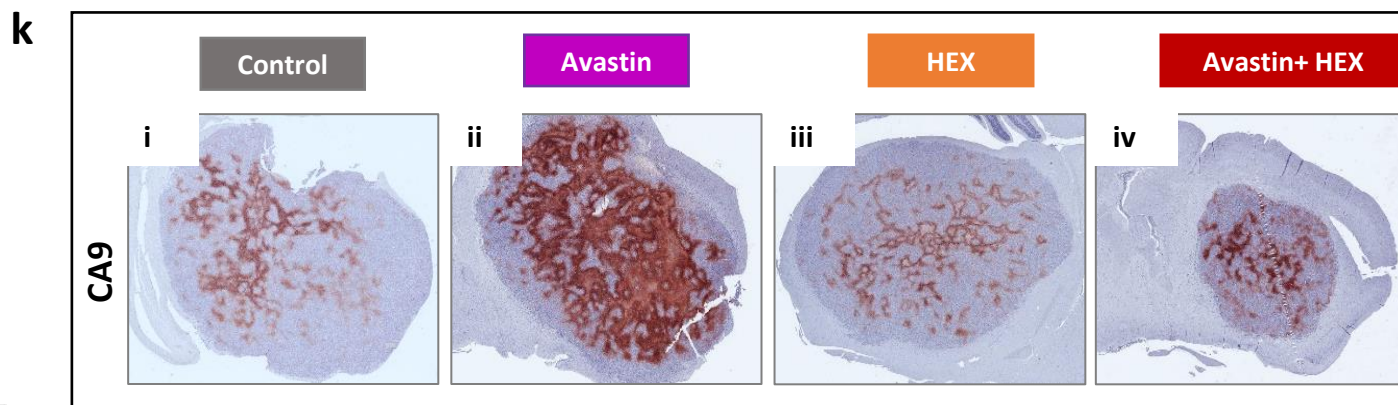 k
Control
Avastin
HEX
Avastin+ HEX
i
ii
iii
iv
CA9